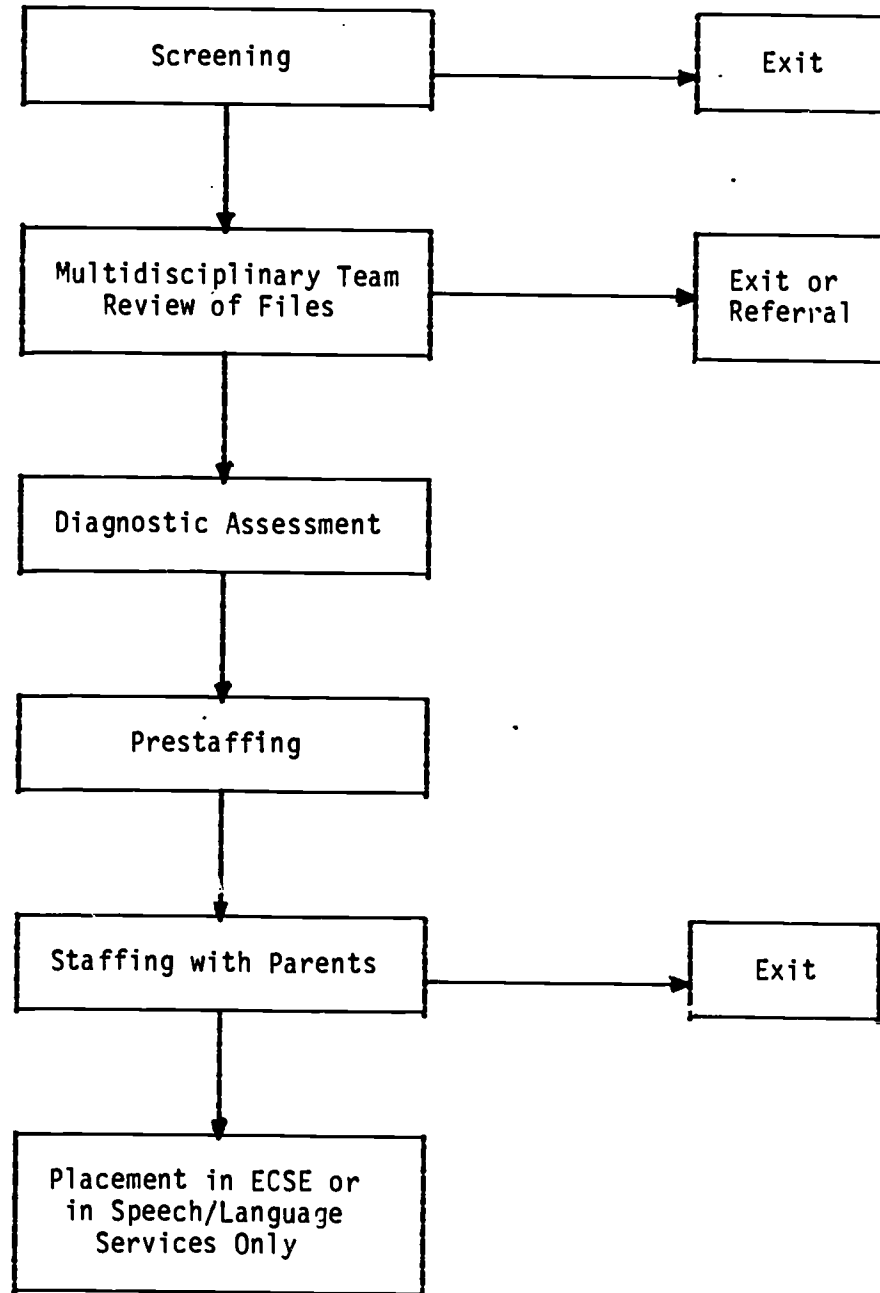 Screening
Exit
Multidisciplinary Team
Review of Files
Exit or
Referral
Diagnostic Assessment
Prestaffing
Staffing with Parents
Exit
Placement in ECSE or
in Speech/Language
Services Only